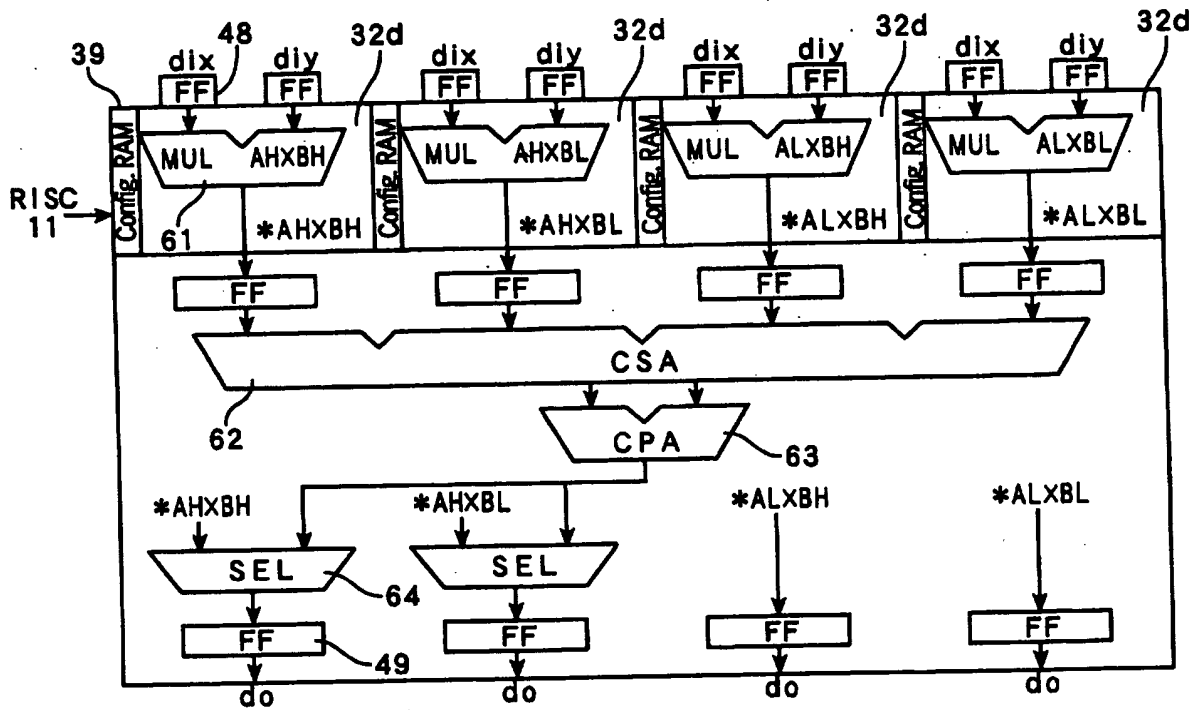 39 48 32d 32d 32d 32d
dix diy dix diy dix diy dix diy
FF FF FF FF FF FF FF FF
Config. RAM MUL AHXBH Config. RAM MUL AHXBL Config. RAM MUL ALXBH Config. RAM MUL ALXBL
RISC
11
61 *AHXBH *AHXBL *ALXBH *ALXBL
FF FF FF FF
CSA
62
CPA
63
*AHXBH *AHXBL *ALXBH *ALXBL
SEL SEL
64
FF FF FF FF
49
do do do do